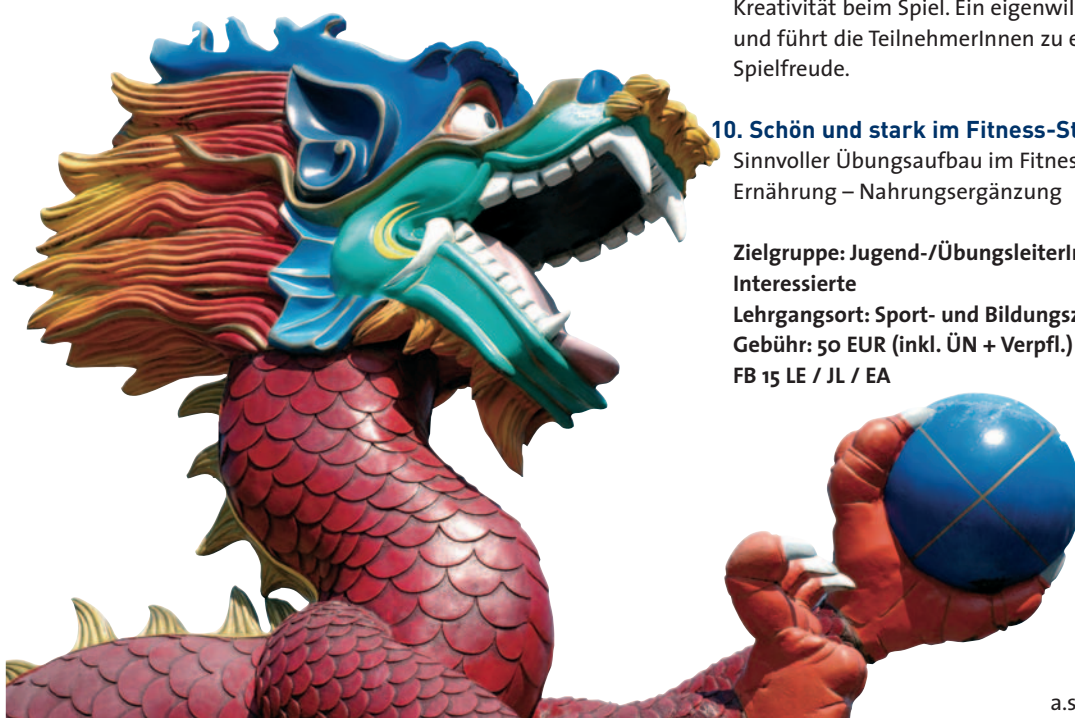 Kreativität beim Spiel. Ein eigenwil
und führt die TeilnehmerInnen zu e
Spielfreude.
10. Schön und stark im Fitness-St
Sinnvoller Übungsaufbau im Fitnes
Ernährung – Nahrungsergänzung
Zielgruppe: Jugend-/ÜbungsleiterIn
Interessierte
Lehrgangsort: Sport- und Bildungsz
Gebühr: 50 EUR (inkl. ÜN + Verpfl.)
FB 15 LE / JL / EA
a.s